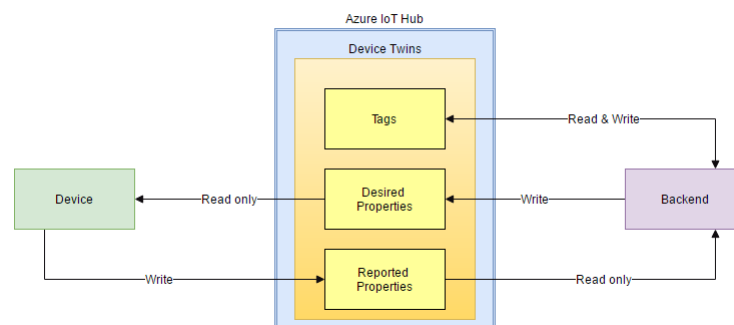 Azure IoT Hub
Device Twins
Tags
Read & Write
Device
Read only
Desired
Properties
Write
Backend
Write
Reported
Properties
Read only